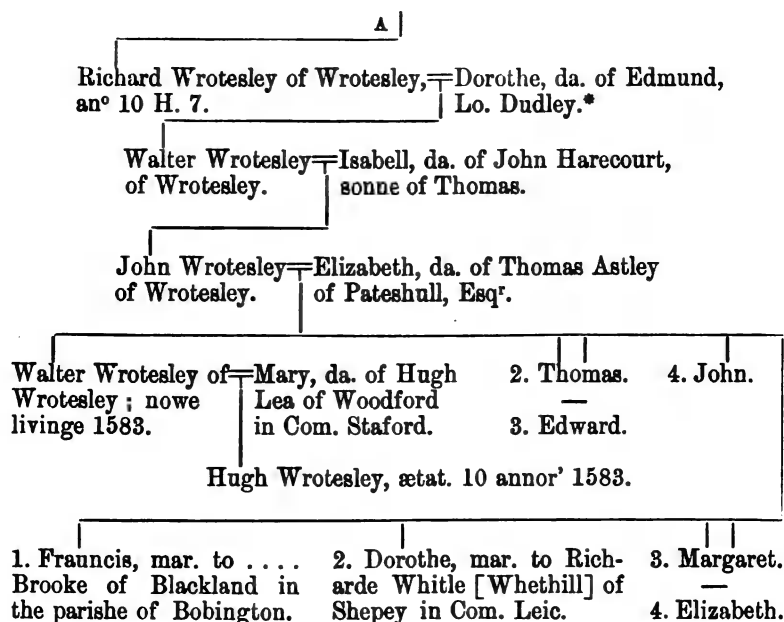 A
Richard Wrotesley of Wrotesley,=Dorothe, da. of Edmund,
anº 10 H. 7. Lo. Dudley.*
Walter Wrotesley=Isabell, da. of John Harecourt,
of Wrotesley. sonne of Thomas.
John Wrotesley=Elizabeth, da. of Thomas Astley
of Wrotesley. of Pateshull, Esqʳ.
Walter Wrotesley of=Mary, da. of Hugh 2. Thomas. 4. John.
Wrotesley ; nowe Lea of Woodford —
livinge 1583. in Com. Staford. 3. Edward.
Hugh Wrotesley, ætat. 10 annor' 1583.
1. Frauncis, mar. to . . . . 2. Dorothe, mar. to Rich- 3. Margaret.
Brooke of Blackland in arde Whitle [Whethill] of —
the parishe of Bobington. Shepey in Com. Leic. 4. Elizabeth.